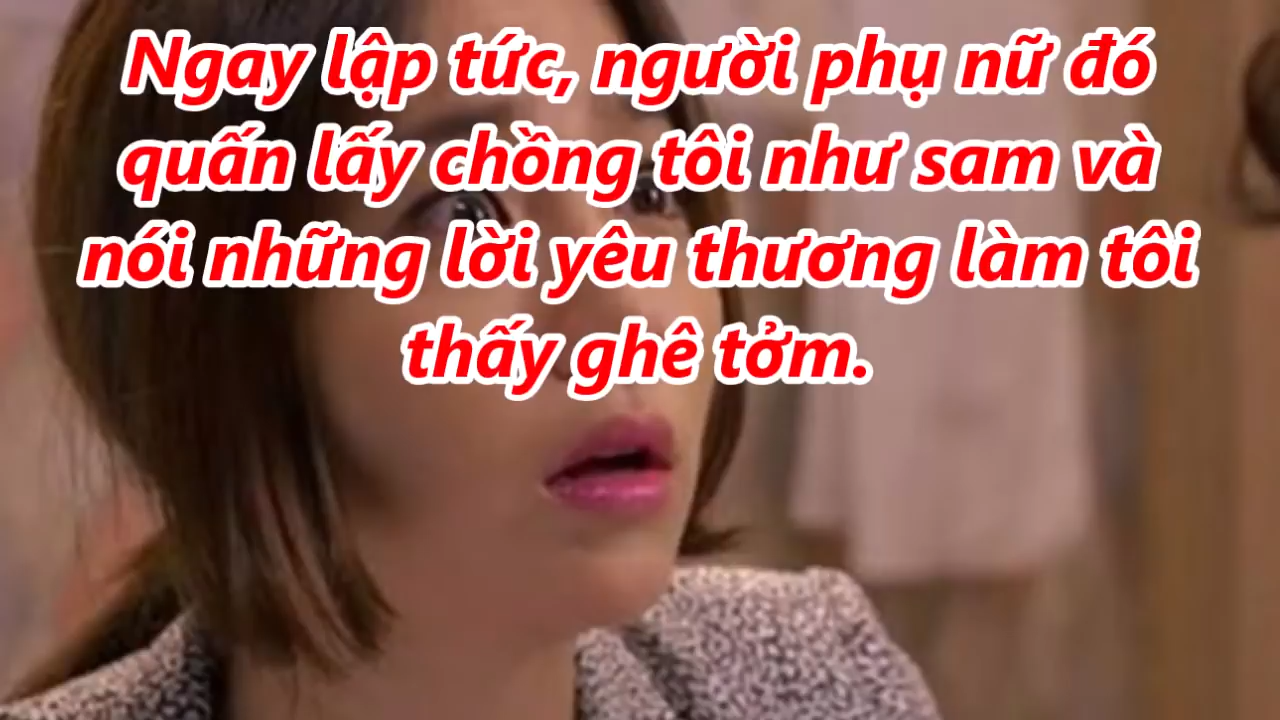 Ngay lập tức, người phụ nữ đó
quấn lấy chồng tôi như sam và
nói những lời yêu thương làm tôi
thấy ghê tởm.